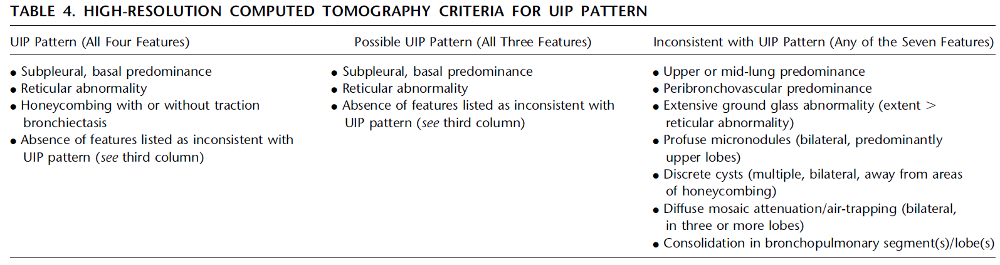 TABLE 4. HIGH-RESOLUTION COMPUTED TOMOGRAPHY CRITERIA FOR UIP PATTERN
UIP Pattern (All Four Features)
Possible UIP Pattern (All Three Features)
Inconsistent with UIP Pattern (Any of the Seven Features)
● Subpleural, basal predominance
● Reticular abnormality
● Honeycombing with or without traction
bronchiectasis
● Absence of features listed as inconsistent with
UIP pattern (see third column)
● Subpleural, basal predominance
● Reticular abnormality
● Absence of features listed as inconsistent with
UIP pattern (see third column)
● Upper or mid-lung predominance
● Peribronchovascular predominance
● Extensive ground glass abnormality (extent >
reticular abnormality)
● Profuse micronodules (bilateral, predominantly
upper lobes)
● Discrete cysts (multiple, bilateral, away from areas
of honeycombing)
● Diffuse mosaic attenuation/air-trapping (bilateral,
in three or more lobes)
● Consolidation in bronchopulmonary segment(s)/lobe(s)